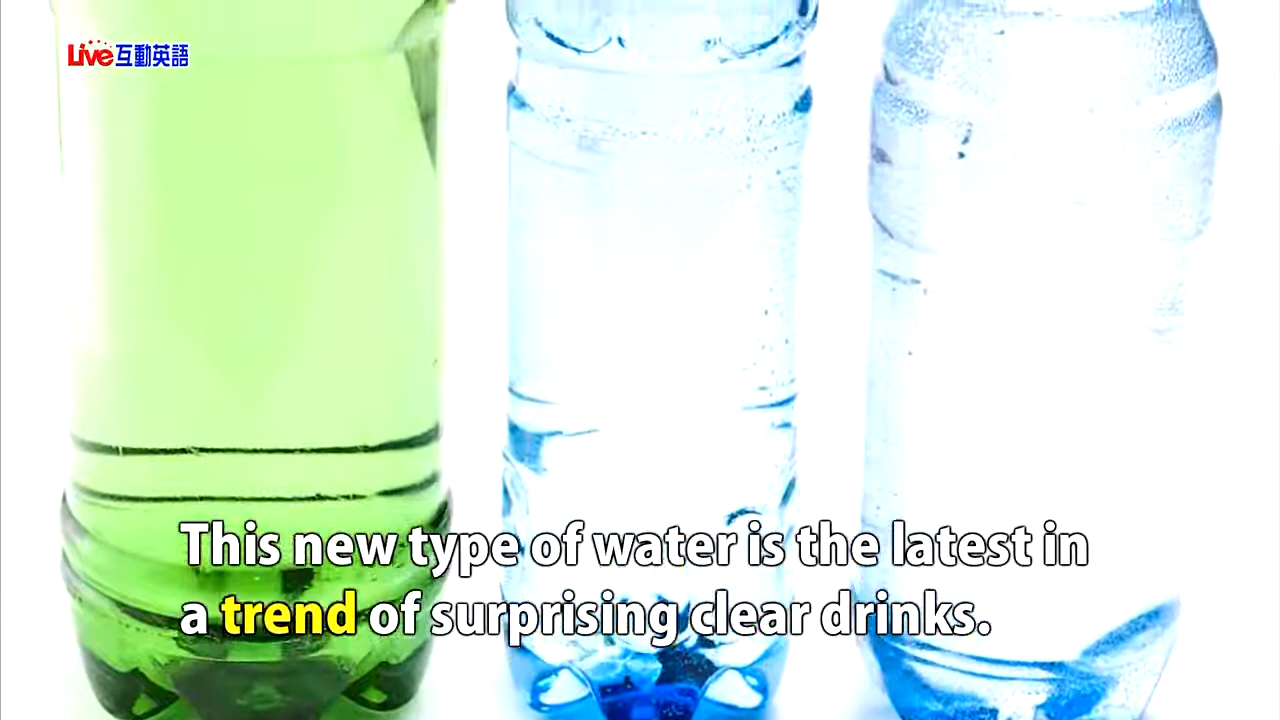 Live互動英語
This new type of water is the latest in
a trend of surprising clear drinks.